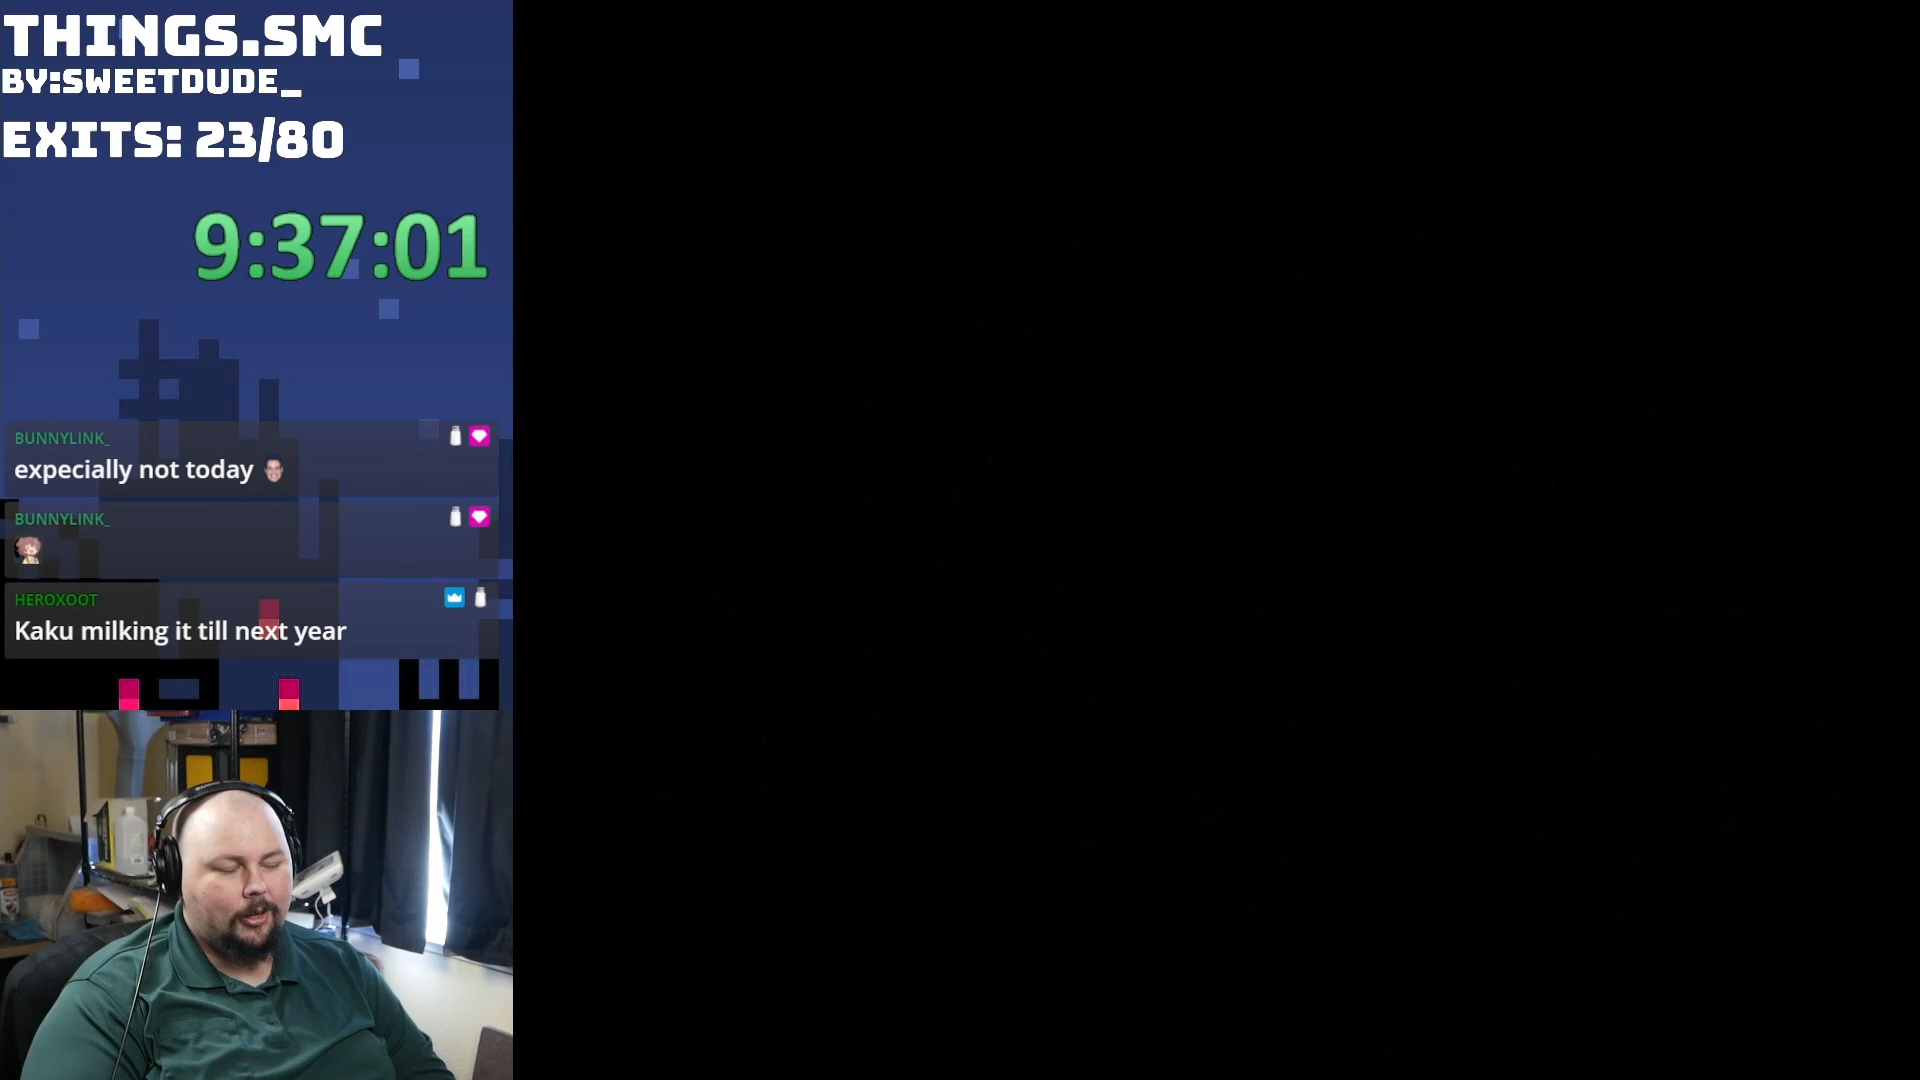 THINGS.SMC
BY:SWEETDUDE_
EXITS: 23/80
9:37:01
BUNNYLINK_
expecially not today
BUNNYLINK_
HEROXOOT
Kaku milking it till next year